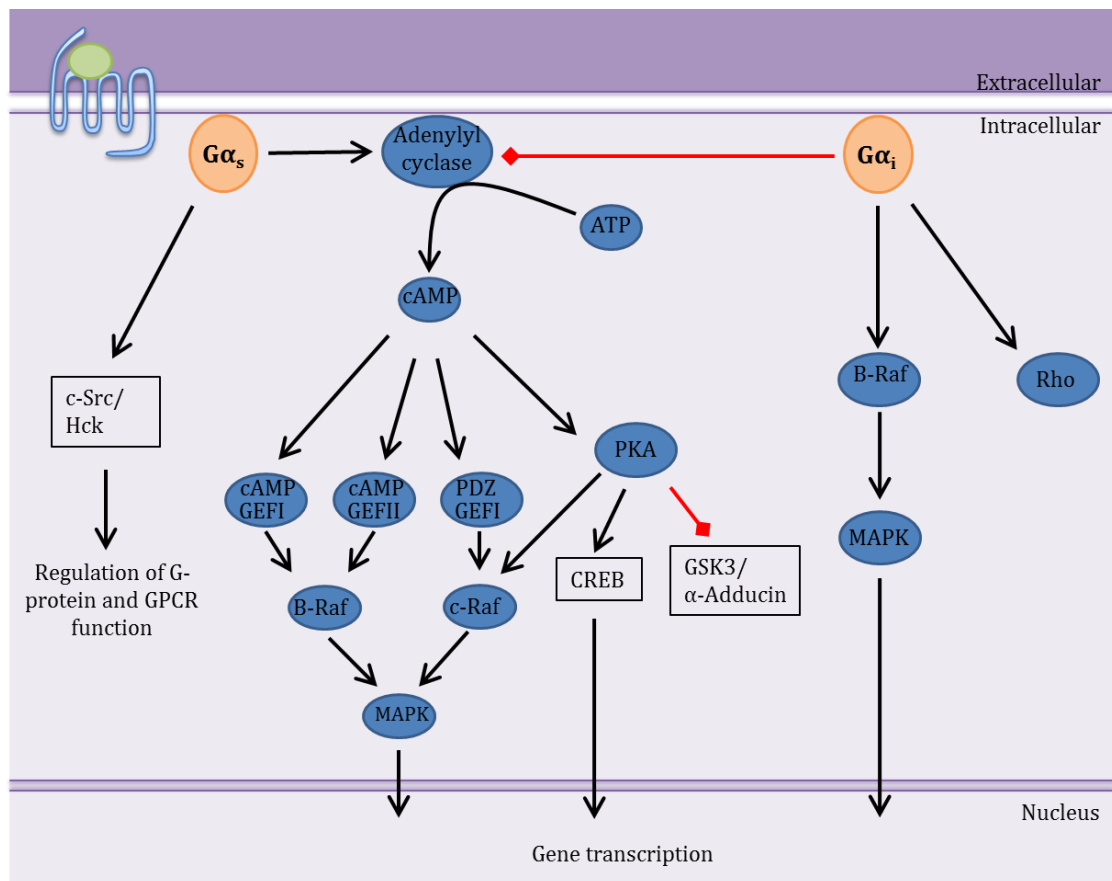 Extracellular
Intracellular
Gαs
Adenylyl
cyclase
Gαi
ATP
cAMP
c-Src/
Hck
B-Raf
Rho
PKA
cAMP
GEFI
cAMP
GEFII
PDZ
GEFI
MAPK
Regulation of G-
protein and GPCR
function
CREB
GSK3/
α-Adducin
B-Raf
c-Raf
MAPK
Nucleus
Gene transcription